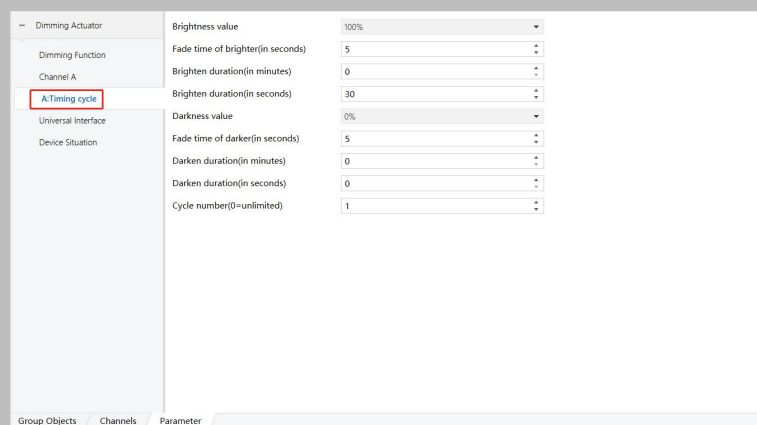 Dimming Actuator
Dimming Function
Channel A
A:Timing cycle
Universal Interface
Device Situation
Brightness value 100%
Fade time of brighter(in seconds) 5
Brighten duration(in minutes) 0
Brighten duration(in seconds) 30
Darkness value 0%
Fade time of darker(in seconds) 5
Darken duration(in minutes) 0
Darken duration(in seconds) 0
Cycle number(0=unlimited) 1
Group Objects Channels Parameter